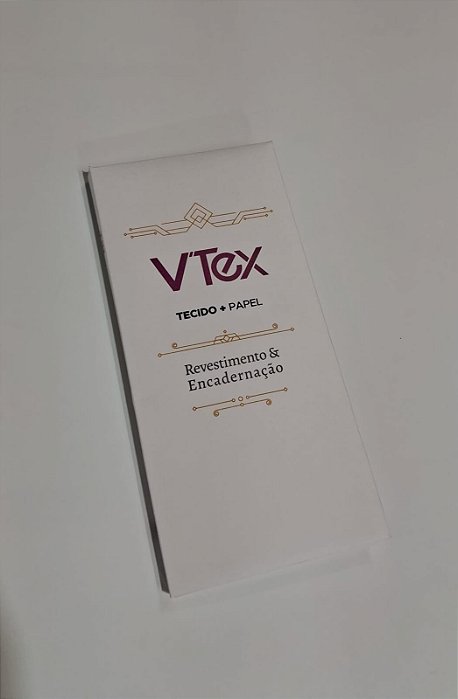 V'Tex
TECIDO + PAPEL
Revestimento &
Encadernação